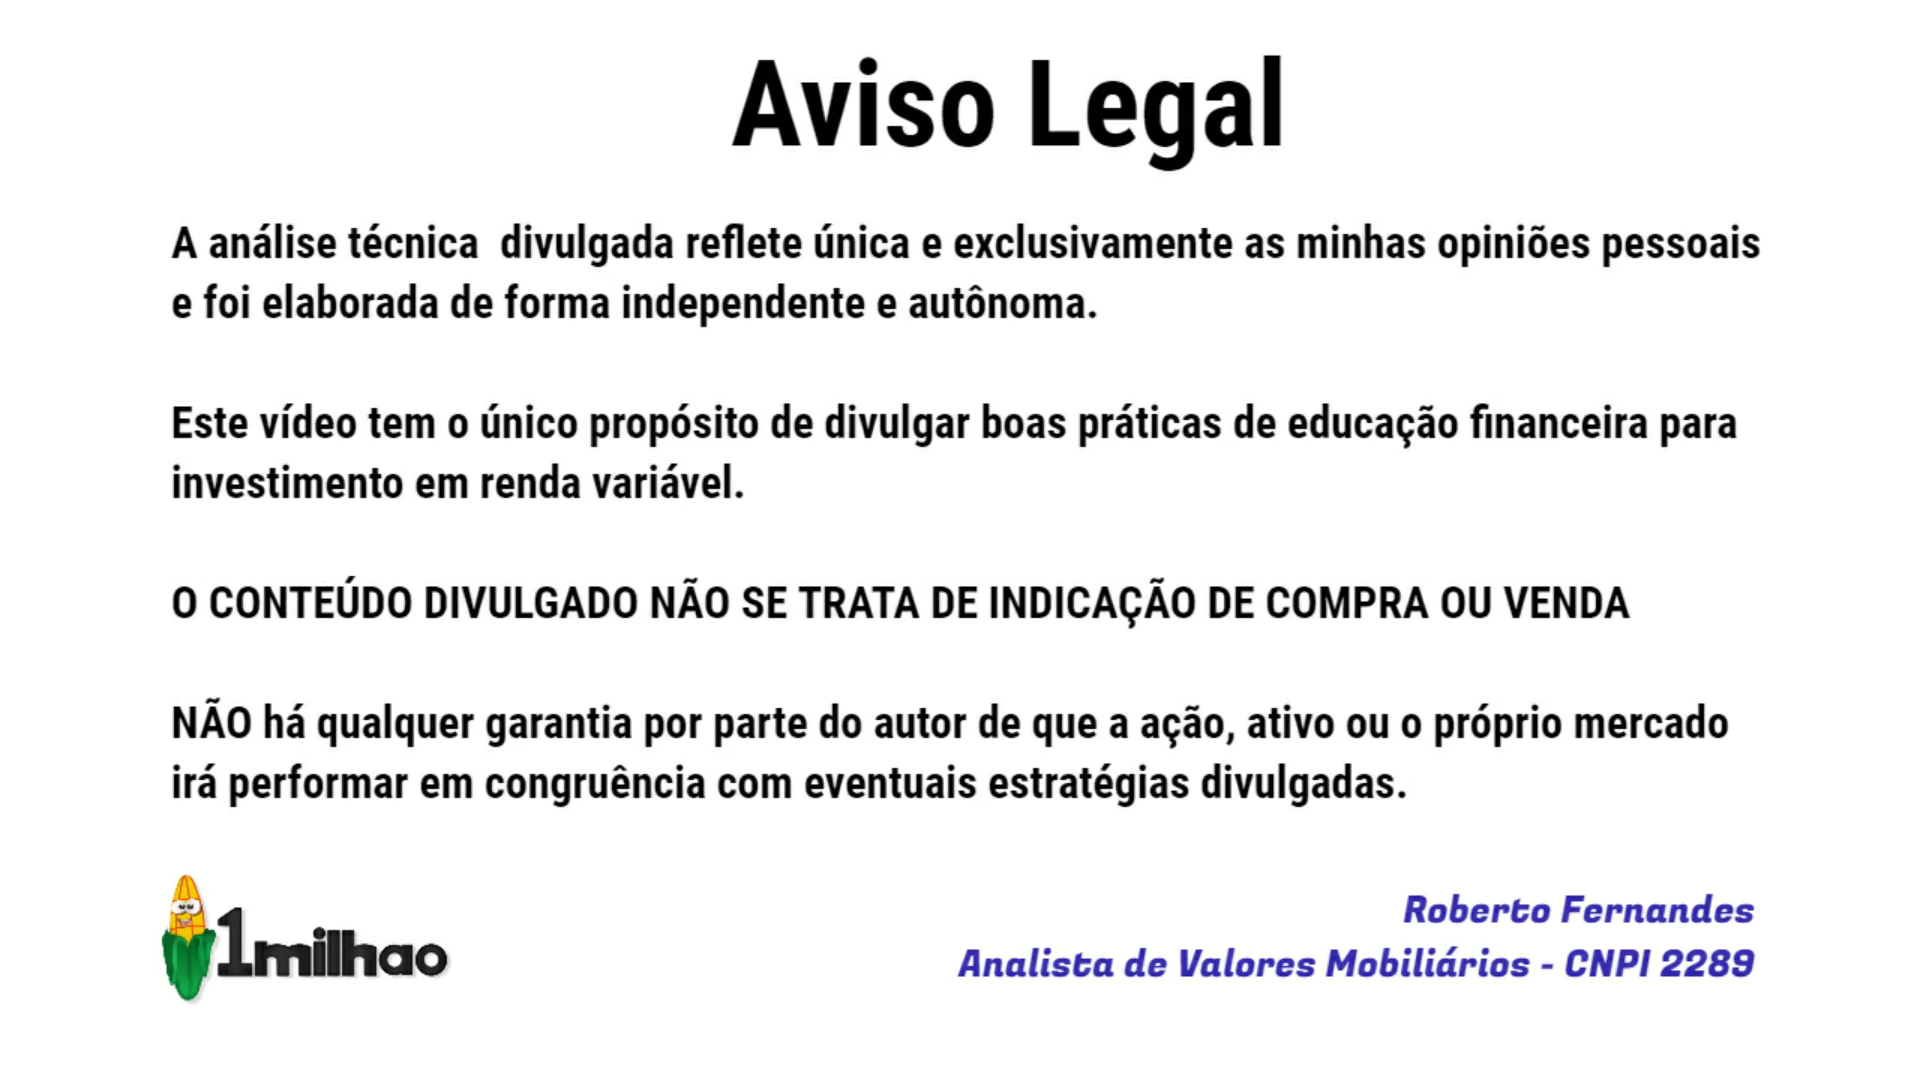 Aviso Legal
A análise técnica divulgada reflete única e exclusivamente as minhas opiniões pessoais
e foi elaborada de forma independente e autônoma.
Este vídeo tem o único propósito de divulgar boas práticas de educação financeira para
investimento em renda variável.
O CONTEÚDO DIVULGADO NÃO SE TRATA DE INDICAÇÃO DE COMPRA OU VENDA
NÃO há qualquer garantia por parte do autor de que a ação, ativo ou o próprio mercado
irá performar em congruência com eventuais estratégias divulgadas.
1milhao
Roberto Fernandes
Analista de Valores Mobiliários - CNPI 2289